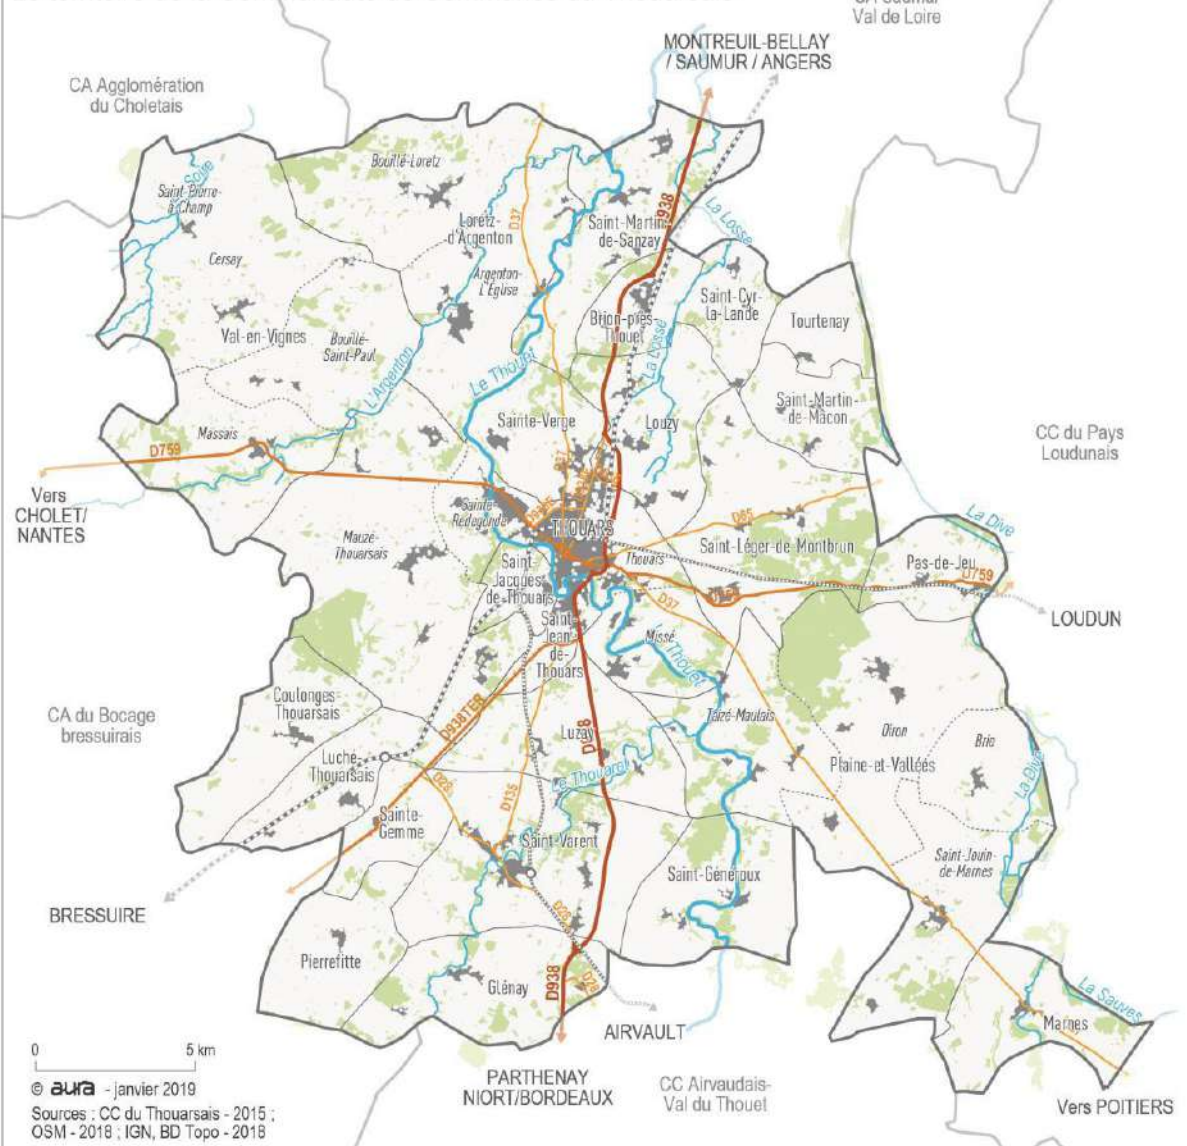 Val de Loire
MONTREUIL-BELLAY
/ SAUMUR / ANGERS
CA Agglomération
du Choletais
Bouillé-Loretz
Saint-Pierre-
à-Champ
Loretz-
d'Argenton
D37
Saint-Martin-
de-Sanzay
D938
La Losse
Cersay
Argenton-
L'Église
Saint-Cyr-
la-Lande
Tourtenay
Brion-près-
Thouet
La Losse
Val-en-Vignes
Bouillé-
Saint-Paul
L'Argenton
Le Thouet
Saint-Martin-
de-Mâcon
Sainte-Verge
Louzy
CC du Pays
Loudunais
Massais
D759
Vers
CHOLET/
NANTES
Sainte-
Radegonde
THOUARS
D65
La Dive
Mauzé-
Thouarsais
Thouars
Saint-Léger-de-Montbrun
Pas-de-Jeu
D759
Saint-
Jacques-
de-Thouars
D37
LOUDUN
Saint-
Jean-
de-
Thouars
Missé
Le Thouet
Coulonges-
Thouarsais
CA du Bocage
bressuirais
D938TER
Taizé-Maulais
Luzay
D938
Oiron
Brie
Luché-
Thouarsais
Le Thouaret
Plaine-et-Vallées
La Dive
D135
Sainte-
Gemme
Saint-Varent
Saint-Jouin-
de-Marnes
Saint-Généroux
BRESSUIRE
Pierrefitte
Glénay
D938
D28
La Sauves
Marnes
AIRVAULT
0 5 km
PARTHENAY
NIORT/BORDEAUX
CC Airvaudais-
Val du Thouet
Vers POITIERS
© aura - janvier 2019
Sources : CC du Thouarsais - 2015 ;
OSM - 2018 ; IGN, BD Topo - 2018